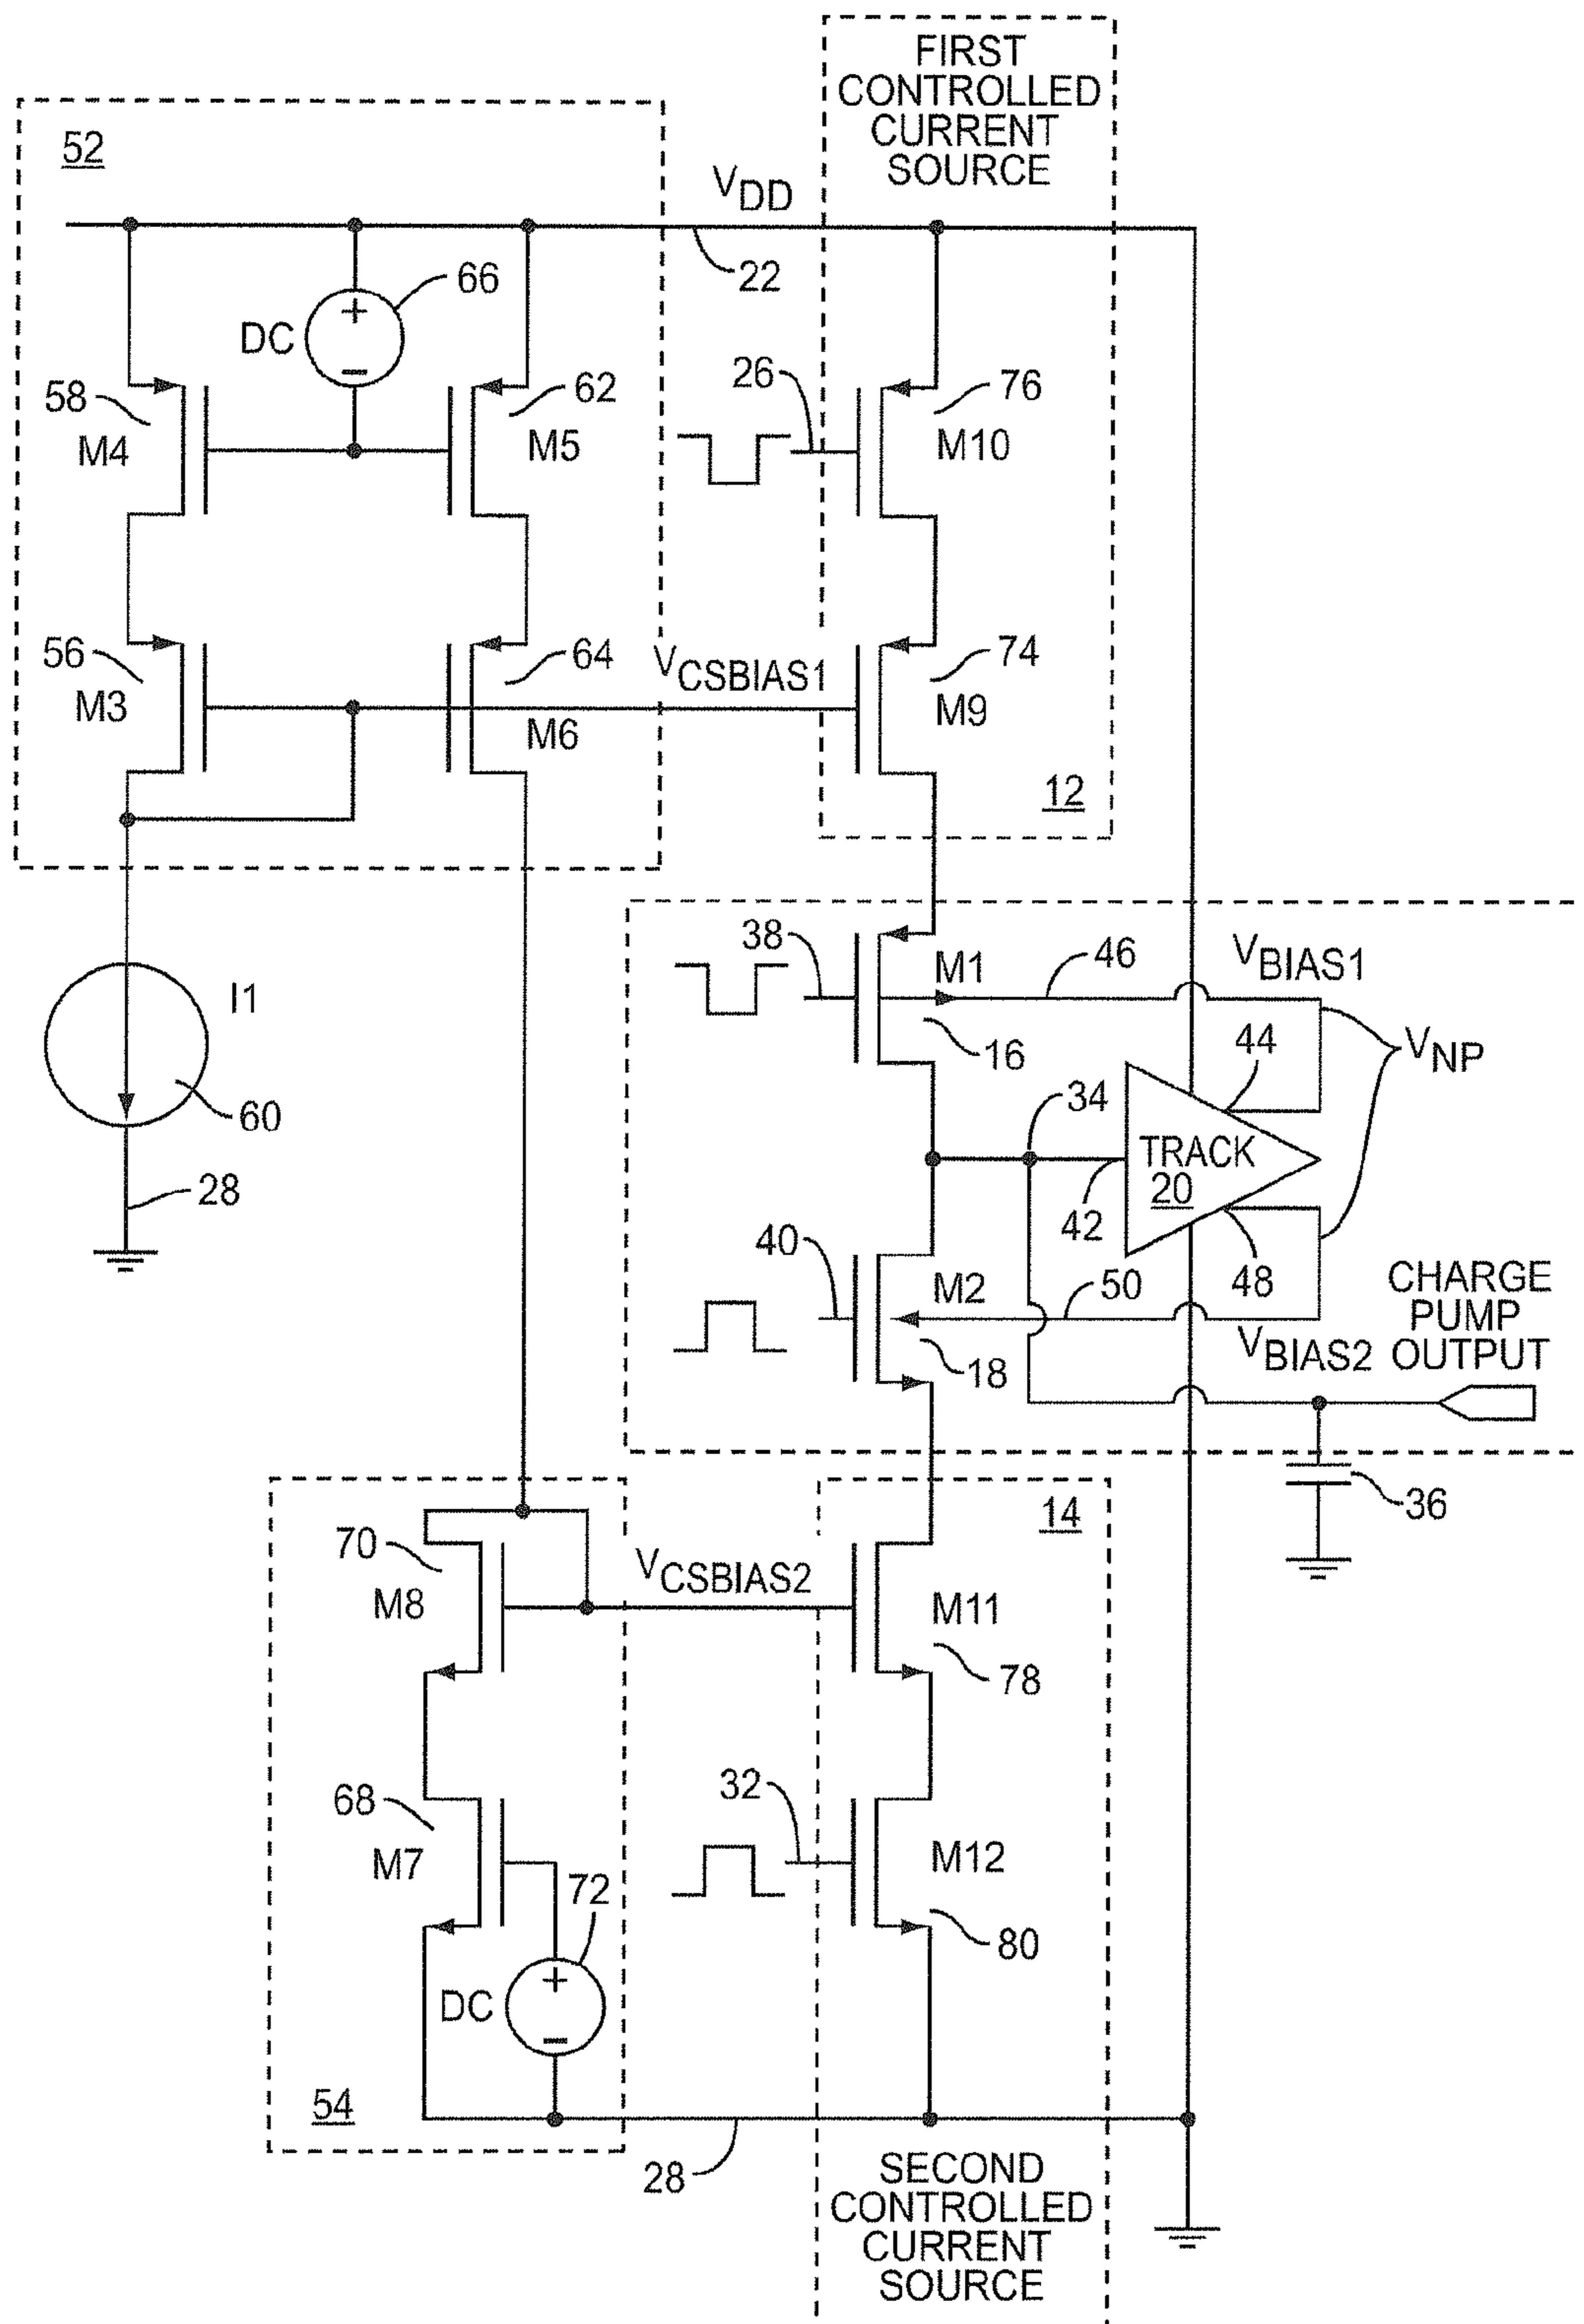 FIRST
CONTROLLED
CURRENT
SOURCE
52
VDD
22
66
DC
+
−
58
M4
62
M5
26
76
M10
56
M3
64
M6
VCSBIAS1
74
M9
12
38
M1
46
VBIAS1
I1
60
16
44
VNP
34
TRACK
20
42
28
40
M2
50
48
18
VBIAS2
CHARGE
PUMP
OUTPUT
36
14
70
M8
VCSBIAS2
M11
78
68
M7
32
M12
72
80
DC
+
−
54
28
SECOND
CONTROLLED
CURRENT
SOURCE